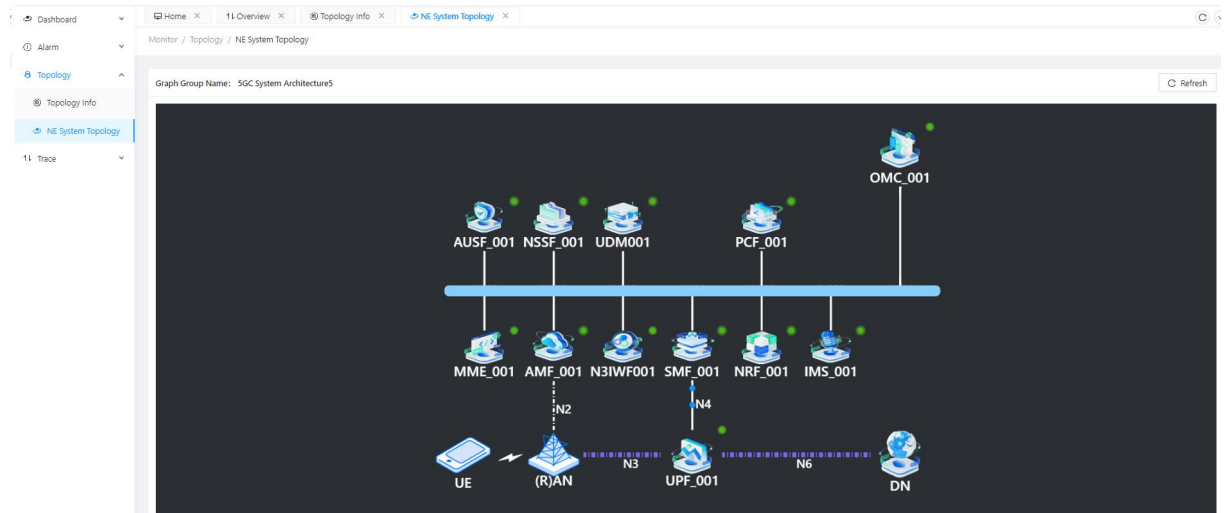 Dashboard
Home
Overview
Topology Info
NE System Topology
Alarm
Monitor / Topology / NE System Topology
Topology
Graph Group Name: 5GC System Architecture5
Refresh
Topology Info
NE System Topology
Trace
OMC_001
AUSF_001 NSSF_001 UDM001 PCF_001
MME_001 AMF_001 N3IWF001 SMF_001 NRF_001 IMS_001
N2
N4
N3
N6
UE
(R)AN
UPF_001
DN